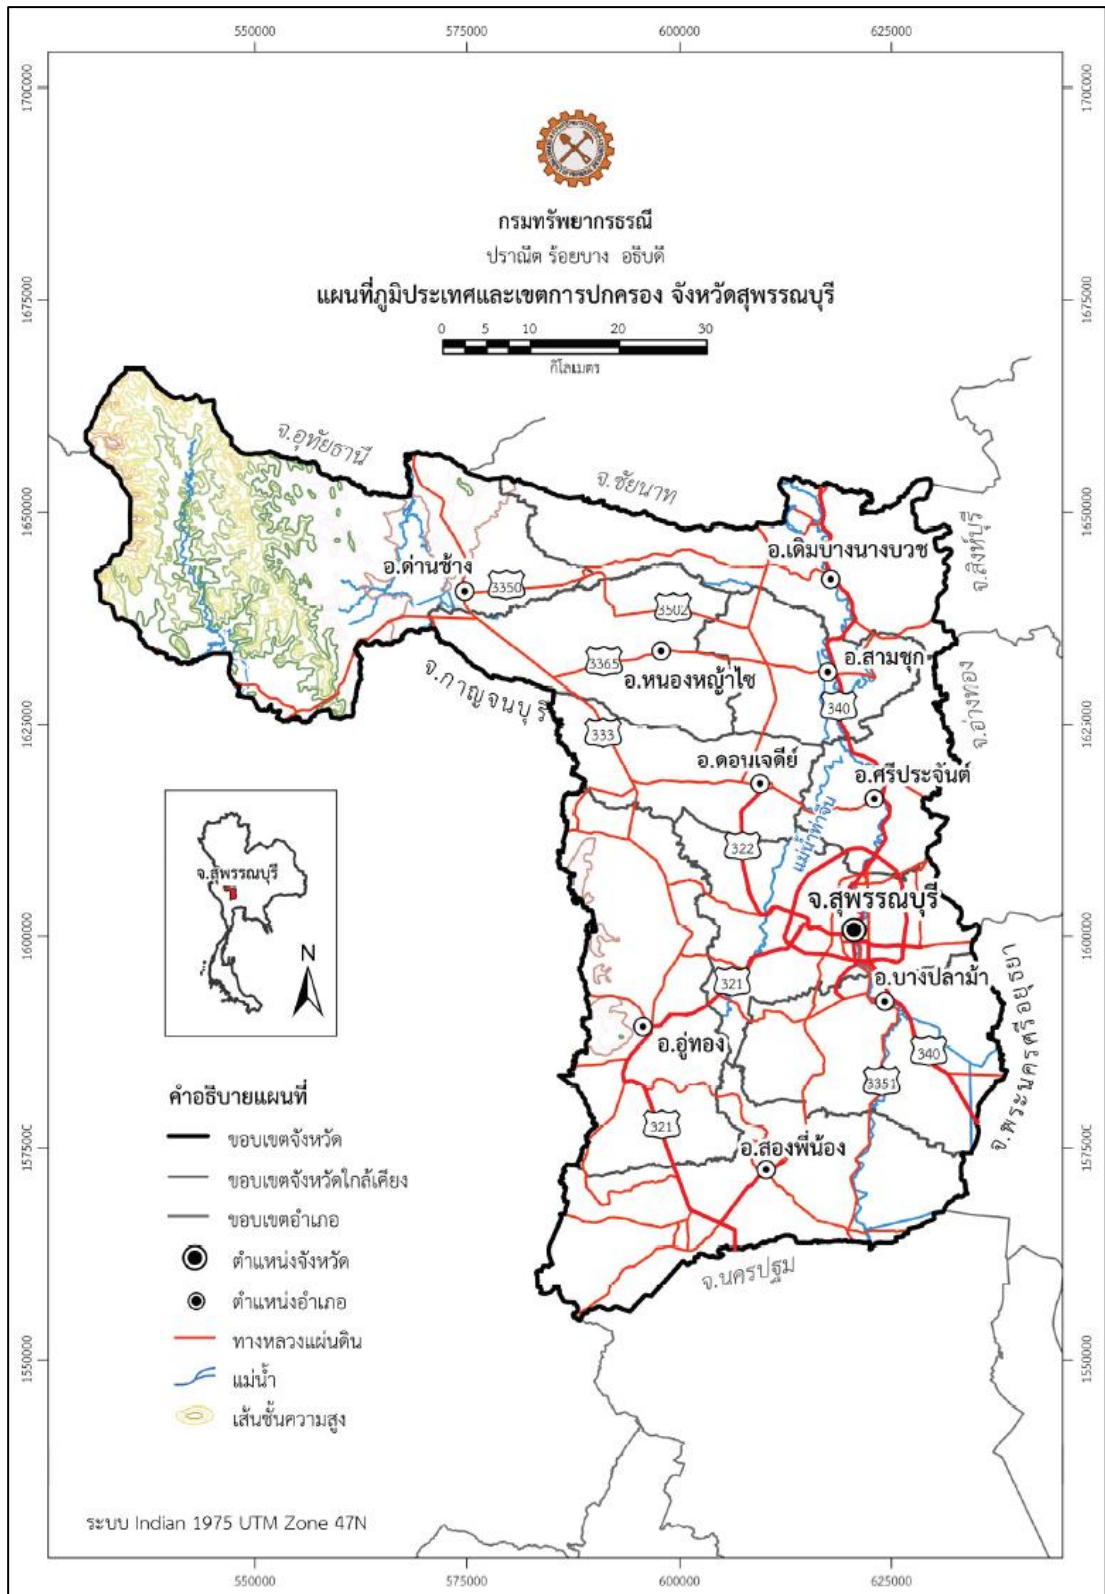 550000 575000 600000 625000
1700000 1700000
กรมทรัพยากรธรณี
ปราณีต ร้อยบาง อธิบดี
แผนที่ภูมิประเทศและเขตการปกครอง จังหวัดสุพรรณบุรี
1675000 1675000
0 5 10 20 30
กิโลเมตร
จ.อุทัยธานี
จ.ชัยนาท
1650000 1650000
จ.สิงห์บุรี
อ.เดิมบางนางบวช
อ.ด่านช้าง
3350
3502
อ.สามชุก
3365
อ.หนองหญ้าไซ
จ.กาญจนบุรี
จ.อ่างทอง
340
1625000 1625000
333
อ.ดอนเจดีย์
อ.ศรีประจันต์
แม่น้ำท่าจีน
322
จ.สุพรรณบุรี
จ.สุพรรณบุรี
1600000 1600000
N
321
อ.บางปลาม้า
จ.พระนครศรีอยุธยา
อ.อู่ทอง
340
3351
คำอธิบายแผนที่
321
ขอบเขตจังหวัด
อ.สองพี่น้อง
1575000 1575000
ขอบเขตจังหวัดใกล้เคียง
ขอบเขตอำเภอ
ตำแหน่งจังหวัด
จ.นครปฐม
ตำแหน่งอำเภอ
ทางหลวงแผ่นดิน
1550000 1550000
แม่น้ำ
เส้นชั้นความสูง
ระบบ Indian 1975 UTM Zone 47N
550000 575000 600000 625000